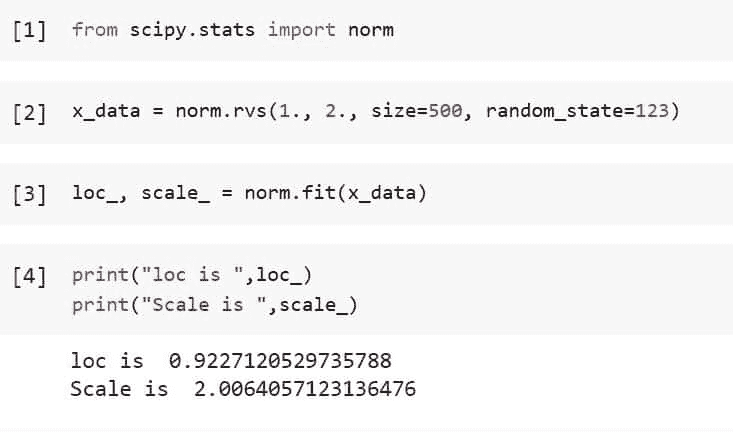 [1] from scipy.stats import norm
[2] x_data = norm.rvs(1., 2., size=500, random_state=123)
[3] loc_, scale_ = norm.fit(x_data)
[4] print("loc is ",loc_)
print("Scale is ",scale_)
loc is  0.9227120529735788
Scale is  2.0064057123136476